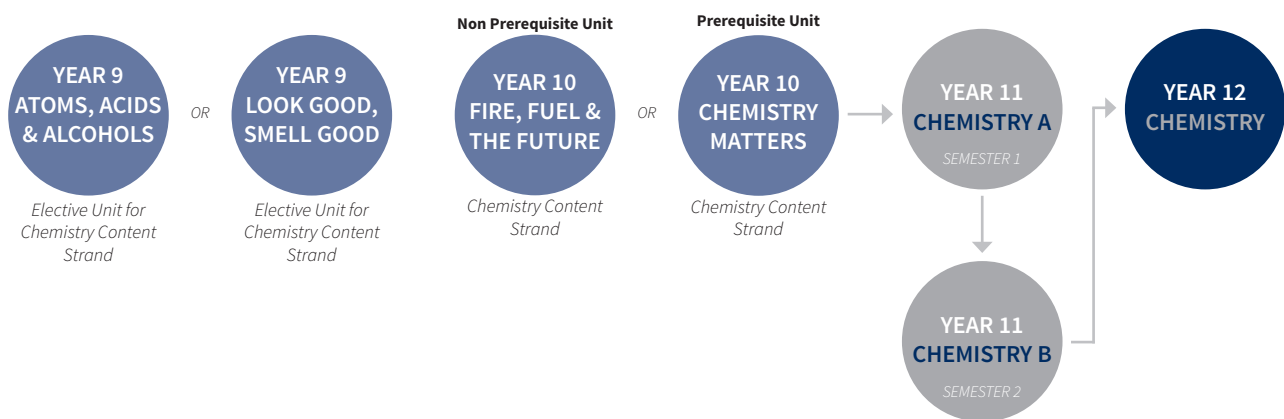 YEAR 9
ATOMS, ACIDS
& ALCOHOLS
Elective Unit for
Chemistry Content
Strand
OR
YEAR 9
LOOK GOOD,
SMELL GOOD
Elective Unit for
Chemistry Content
Strand
Non Prerequisite Unit
YEAR 10
FIRE, FUEL &
THE FUTURE
Chemistry Content
Strand
OR
Prerequisite Unit
YEAR 10
CHEMISTRY
MATTERS
Chemistry Content
Strand
YEAR 11
CHEMISTRY A
SEMESTER 1
YEAR 11
CHEMISTRY B
SEMESTER 2
YEAR 12
CHEMISTRY